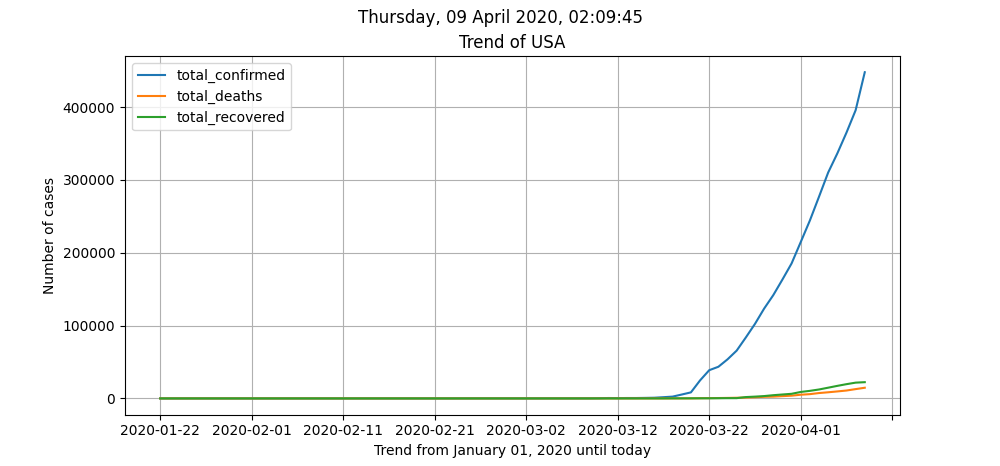 Thursday, 09 April 2020, 02:09:45
Trend of USA
total_confirmed
total_deaths
total_recovered
Number of cases
400000
300000
200000
100000
0
2020-01-22 2020-02-01 2020-02-11 2020-02-21 2020-03-02 2020-03-12 2020-03-22 2020-04-01
Trend from January 01, 2020 until today